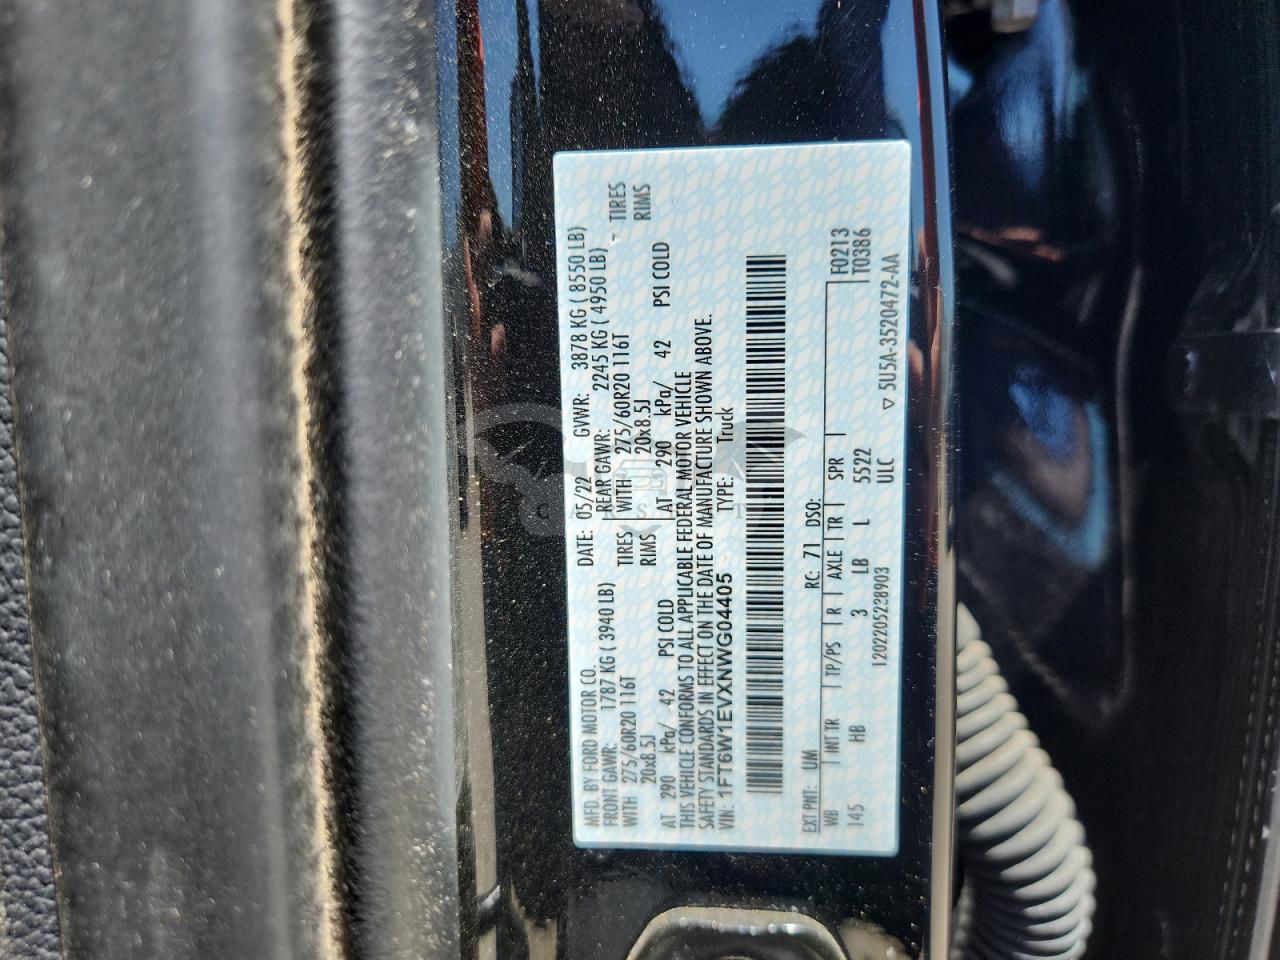 MFD. BY FORD MOTOR CO.
DATE: 05/22 GVWR: 3878 KG ( 8550 LB)
FRONT GAWR: 1787 KG ( 3940 LB) REAR GAWR: 2245 KG ( 4950 LB)
WITH 275/60R20 116T TIRES WITH 275/60R20 116T - TIRES
20x8.5J RIMS 20x8.5J RIMS
AT 290 kPa/ 42 PSI COLD AT 290 kPa/ 42 PSI COLD
THIS VEHICLE CONFORMS TO ALL APPLICABLE FEDERAL MOTOR VEHICLE
SAFETY STANDARDS IN EFFECT ON THE DATE OF MANUFACTURE SHOWN ABOVE.
VIN: 1FT6W1EVXNWG04405 TYPE: Truck
EXT PNT: UM RC: 71 DSO: F0213
WB INT TR TP/PS R AXLE TR SPR T0386
145 HB 3 LB L 5522
ULC
1202205238903 ▽ 5U5A-3520472-AA